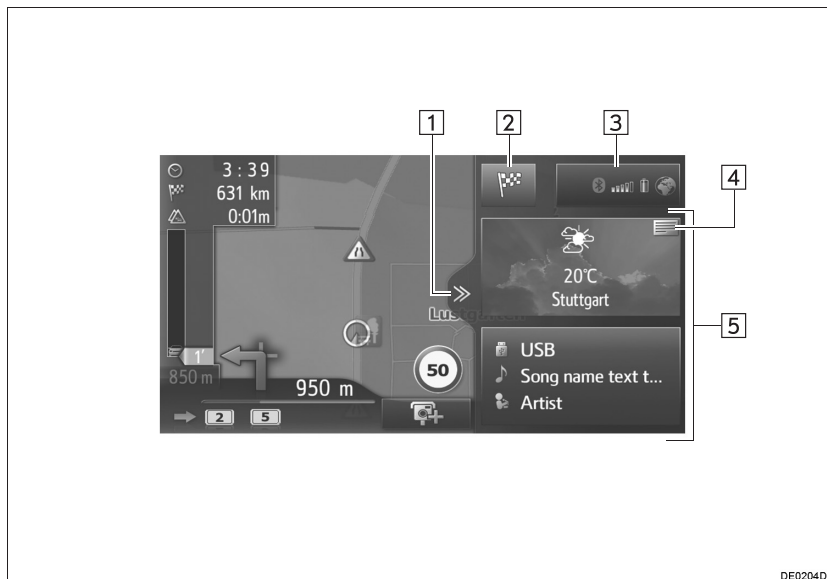 1 2 3
4
3:39
631 km
0:01m
20°C
Stuttgart
1'
850 m
950 m
50
USB
Song name text t...
Artist
5
2 5
DE0204D